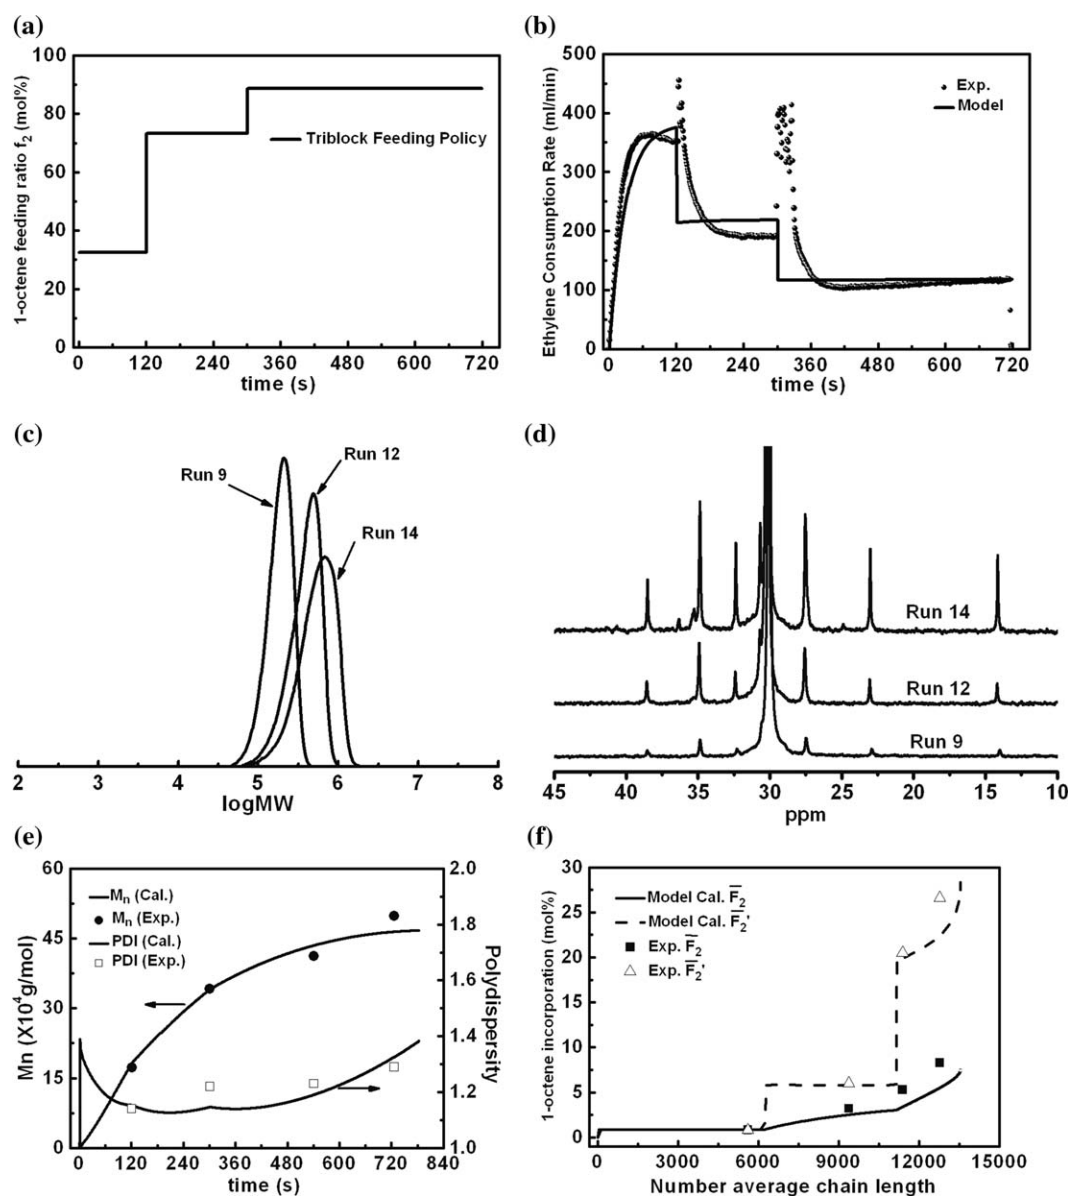 (a)
1-octene feeding ratio f2 (mol%)
100
80
60
40
20
0
Triblock Feeding Policy
0 120 240 360 480 600 720
time (s)
(b)
Ethylene Consumption Rate (ml/min)
500
400
300
200
100
0
Exp.
Model
0 120 240 360 480 600 720
time (s)
(c)
Run 9
Run 12
Run 14
2 3 4 5 6 7 8
logMW
(d)
Run 14
Run 12
Run 9
45 40 35 30 25 20 15 10
ppm
(e)
Mn (X10^4g/mol)
60
45
30
15
0
Mn (Cal.)
Mn (Exp.)
PDI (Cal.)
PDI (Exp.)
2.0
1.8
1.6
1.4
1.2
1.0
Polydispersity
0 120 240 360 480 600 720 840
time (s)
(f)
1-octene incorporation (mol%)
30
25
20
15
10
5
0
Model Cal. F̅2
Model Cal. F̅2'
Exp. F̅2
Exp. F̅2'
0 3000 6000 9000 12000 15000
Number average chain length